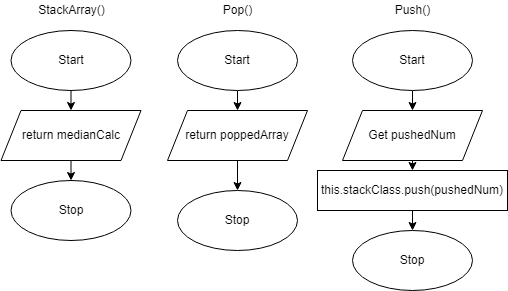 StackArray()
Start
return medianCalc
Stop
Pop()
Start
return poppedArray
Stop
Push()
Start
Get pushedNum
this.stackClass.push(pushedNum)
Stop